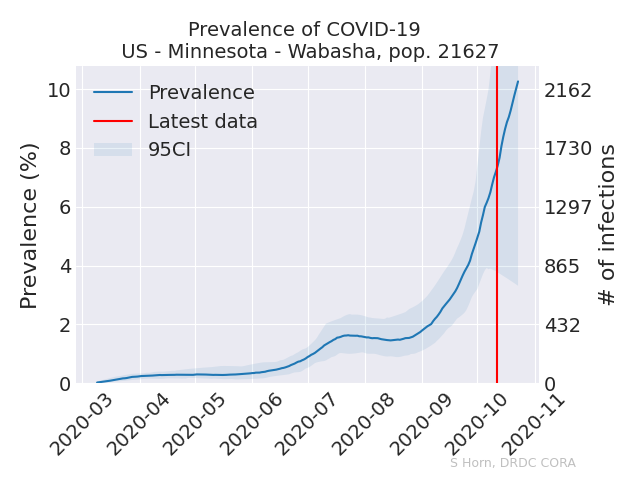 Prevalence of COVID-19
US - Minnesota - Wabasha, pop. 21627
Prevalence
Latest data
95CI
Prevalence (%)
10
8
6
4
2
0
2162
1730
1297
865
432
0
# of infections
2020-03
2020-04
2020-05
2020-06
2020-07
2020-08
2020-09
2020-10
2020-11
S Horn, DRDC CORA